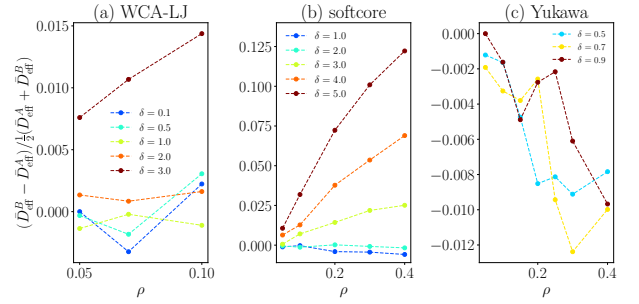 (a) WCA-LJ
(D̄ᴮ_eff − D̄ᴬ_eff)/½(D̄ᴬ_eff + D̄ᴮ_eff)
0.015
0.010
0.005
0.000
δ = 0.1
δ = 0.5
δ = 1.0
δ = 2.0
δ = 3.0
0.05
0.10
ρ
(b) softcore
0.125
0.100
0.075
0.050
0.025
0.000
δ = 1.0
δ = 2.0
δ = 3.0
δ = 4.0
δ = 5.0
0.2
0.4
ρ
(c) Yukawa
0.000
−0.002
−0.004
−0.006
−0.008
−0.010
−0.012
δ = 0.5
δ = 0.7
δ = 0.9
0.2
0.4
ρ